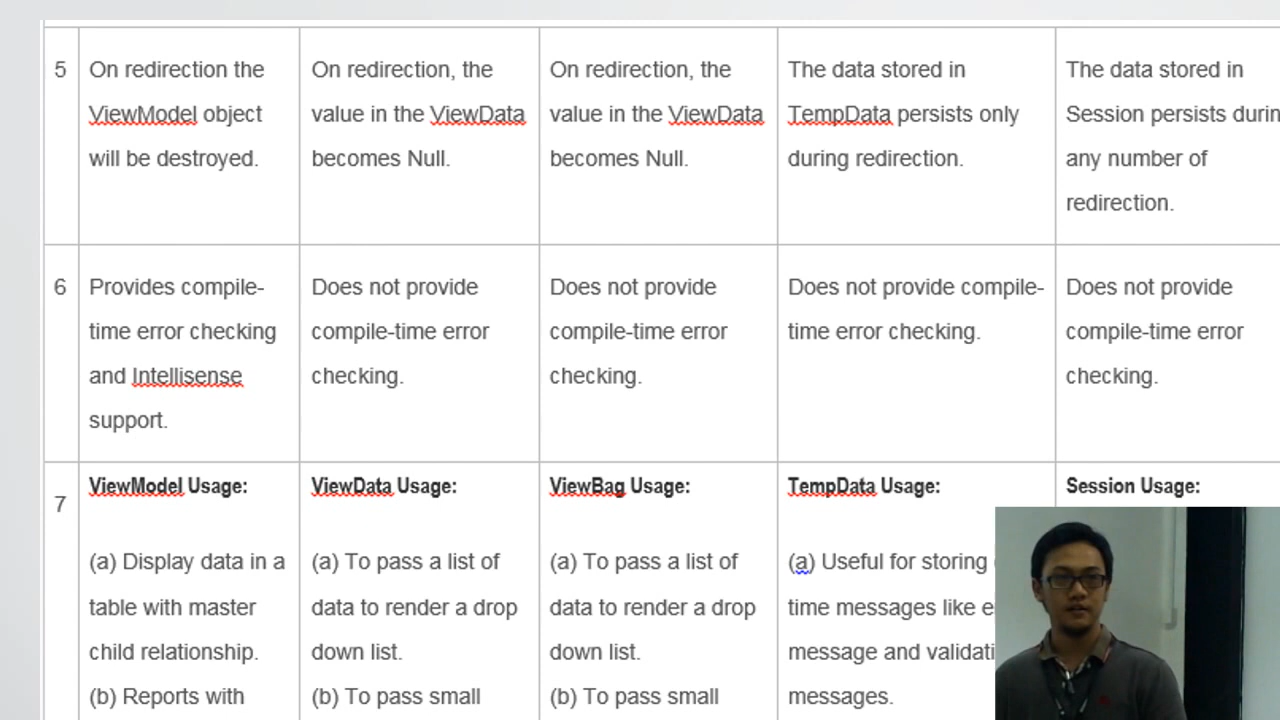 5
On redirection the
ViewModel object
will be destroyed.
On redirection, the
value in the ViewData
becomes Null.
On redirection, the
value in the ViewData
becomes Null.
The data stored in
TempData persists only
during redirection.
The data stored in
Session persists durin
any number of
redirection.
6
Provides compile-
time error checking
and Intellisense
support.
Does not provide
compile-time error
checking.
Does not provide
compile-time error
checking.
Does not provide compile-
time error checking.
Does not provide
compile-time error
checking.
7
ViewModel Usage:
(a) Display data in a
table with master
child relationship.
(b) Reports with
ViewData Usage:
(a) To pass a list of
data to render a drop
down list.
(b) To pass small
ViewBag Usage:
(a) To pass a list of
data to render a drop
down list.
(b) To pass small
TempData Usage:
(a) Useful for storing
time messages like e
message and validati
messages.
Session Usage: